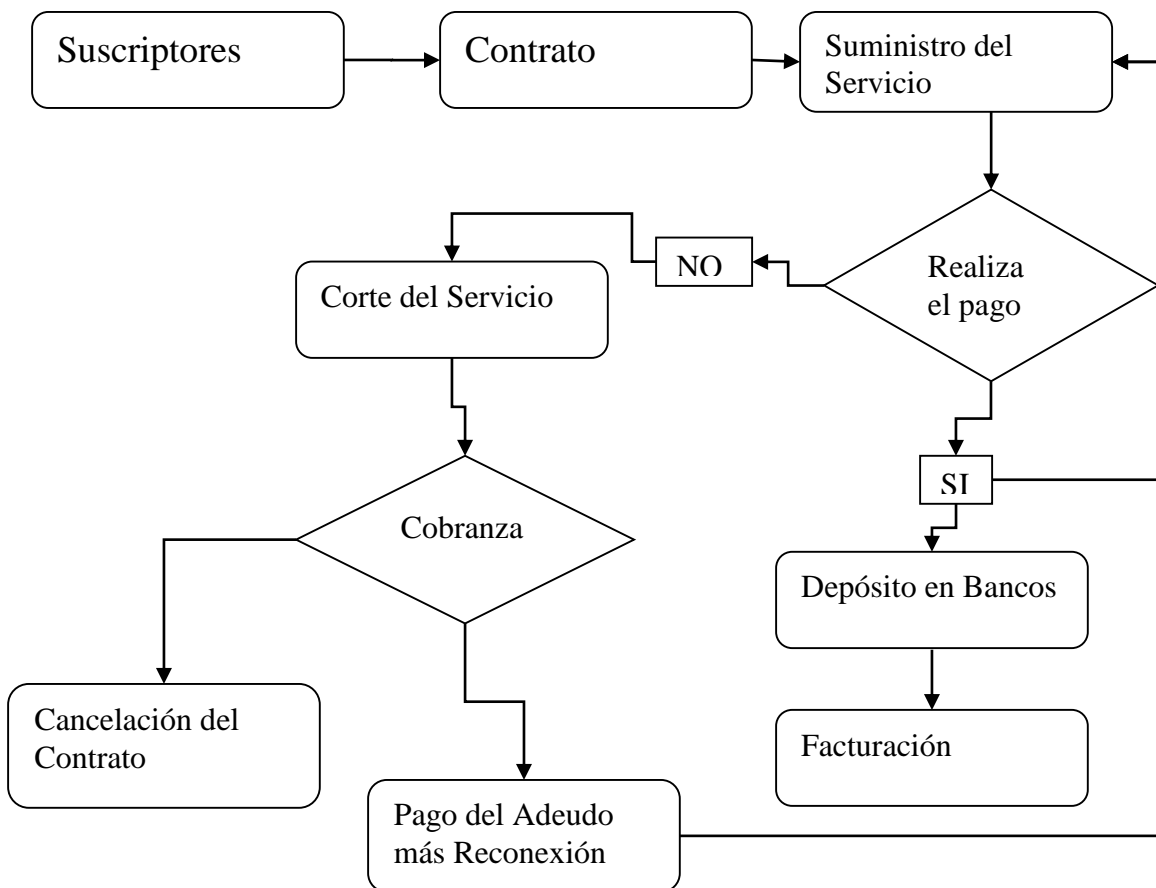 Suscriptores
Contrato
Suministro del
Servicio
Realiza
el pago
NO
Corte del Servicio
SI
Cobranza
Depósito en Bancos
Cancelación del
Contrato
Facturación
Pago del Adeudo
más Reconexión